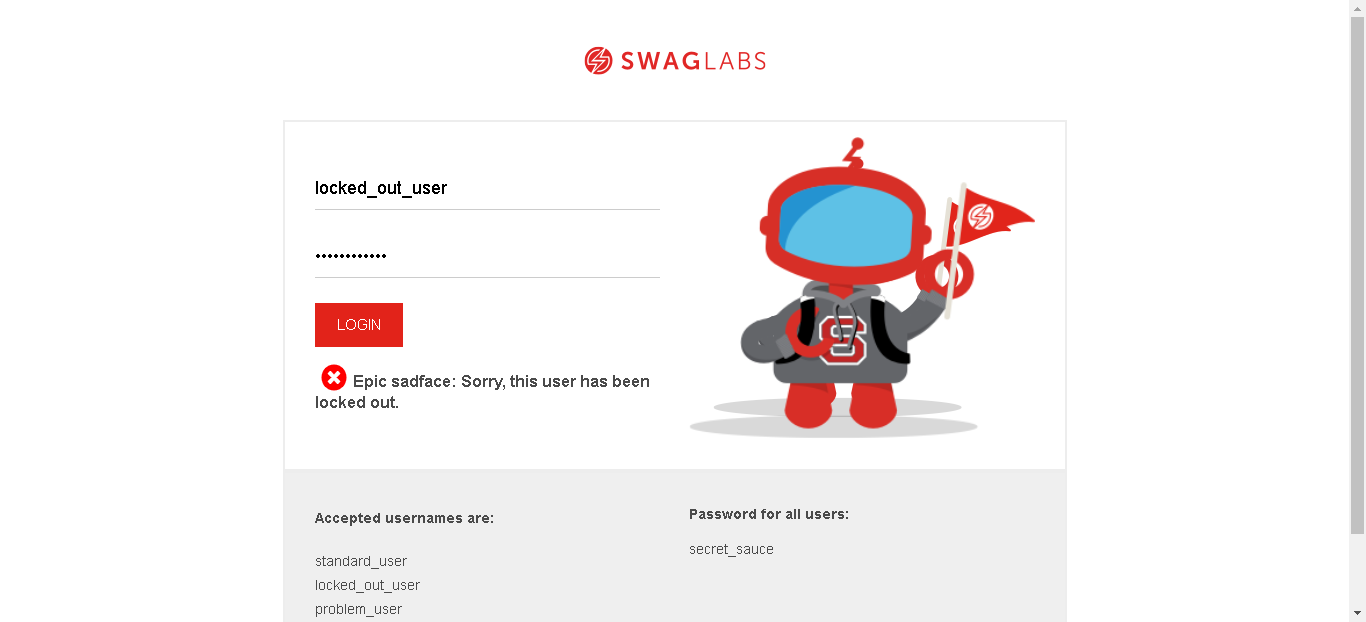 SWAGLABS
locked_out_user
••••••••••••
LOGIN
Epic sadface: Sorry, this user has been
locked out.
Accepted usernames are:
standard_user
locked_out_user
problem_user
Password for all users:
secret_sauce